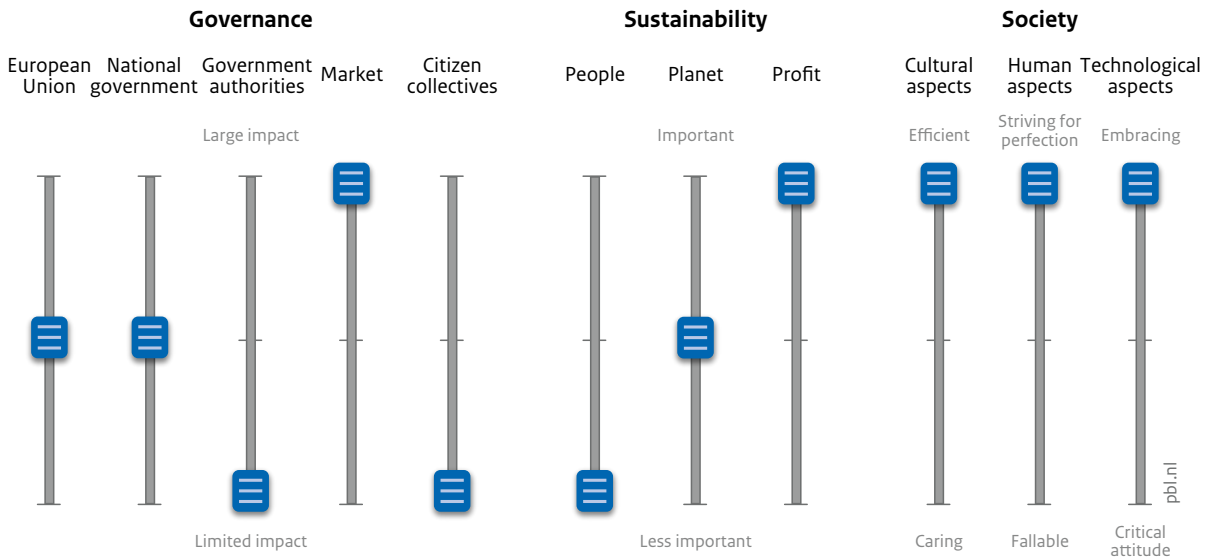 Governance
Sustainability
Society
European
Union
National
government
Government
authorities
Market
Citizen
collectives
People
Planet
Profit
Cultural
aspects
Human
aspects
Technological
aspects
Large impact
Important
Efficient
Striving for
perfection
Embracing
Limited impact
Less important
Caring
Fallable
Critical
attitude
pbl.nl